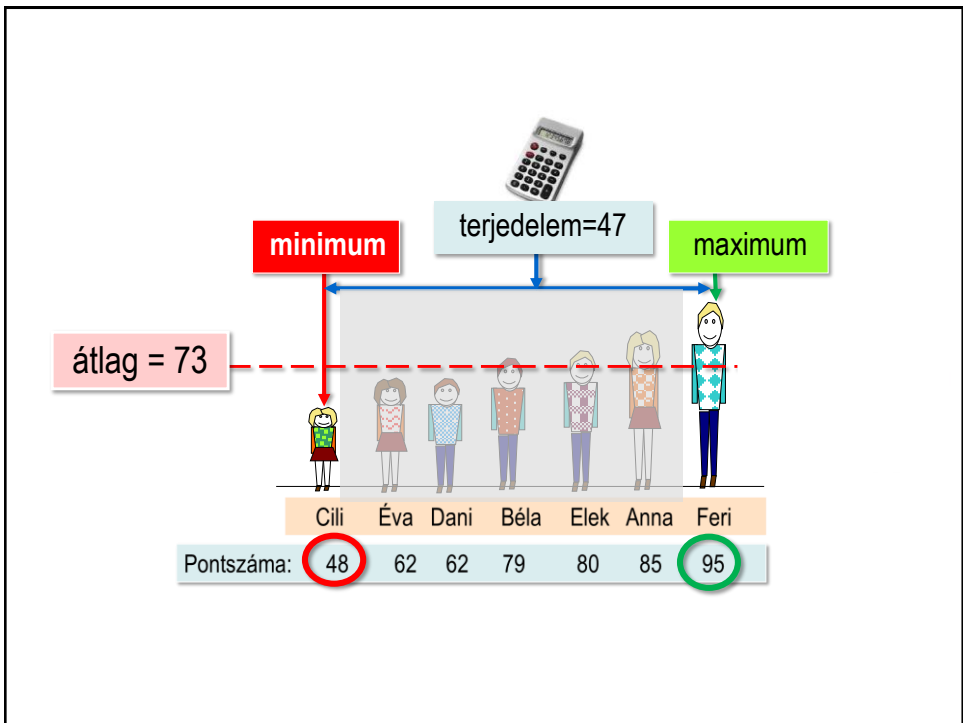 terjedelem=47
minimum
maximum
átlag = 73
Cili Éva Dani Béla Elek Anna Feri
Pontszáma: 48 62 62 79 80 85 95